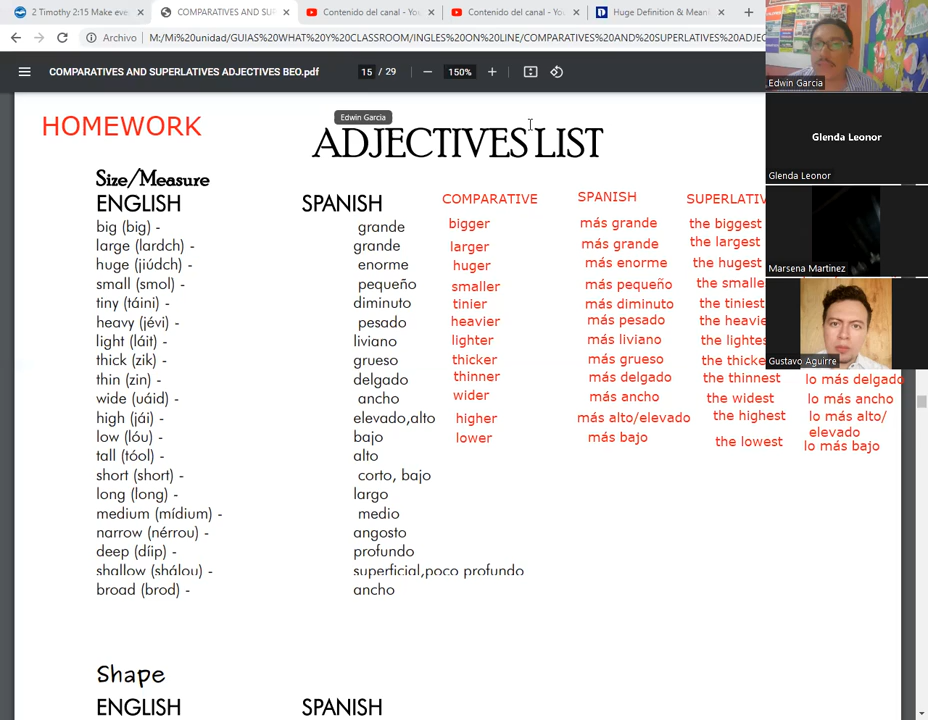 2 Timothy 2:15 Make eve
COMPARATIVES AND SUP
Contenido del canal - You
Contenido del canal - You
Huge Definition & Mean
Archivo M:/Mi%20unidad/GUIAS%20WHAT%20Y%20CLASSROOM/INGLES%20ON%20LINE/COMPARATIVES%20AND%20SUPERLATIVES%20ADJEC
COMPARATIVES AND SUPERLATIVES ADJECTIVES BEO.pdf 15 / 29 150%
Edwin Garcia
Edwin Garcia
Glenda Leonor
Glenda Leonor
Marsena Martinez
Gustavo Aguirre
HOMEWORK
ADJECTIVES LIST
Size/Measure
ENGLISH SPANISH COMPARATIVE SPANISH SUPERLATIV
big (big) - grande bigger más grande the biggest
large (lardch) - grande larger más grande the largest
huge (jiúdch) - enorme huger más enorme the hugest
small (smol) - pequeño smaller más pequeño the smalle
tiny (táini) - diminuto tinier más diminuto the tiniest
heavy (jévi) - pesado heavier más pesado the heavie
light (láit) - liviano lighter más liviano the lightes
thick (zik) - grueso thicker más grueso the thicke
thin (zin) - delgado thinner más delgado the thinnest lo más delgado
wide (uáid) - ancho wider más ancho the widest lo más ancho
high (jái) - elevado,alto higher más alto/elevado the highest lo más alto/
elevado
low (lóu) - bajo lower más bajo the lowest lo más bajo
tall (tóol) - alto
short (short) - corto, bajo
long (long) - largo
medium (mídium) - medio
narrow (nérrou) - angosto
deep (díip) - profundo
shallow (shálou) - superficial,poco profundo
broad (brod) - ancho
Shape
ENGLISH SPANISH